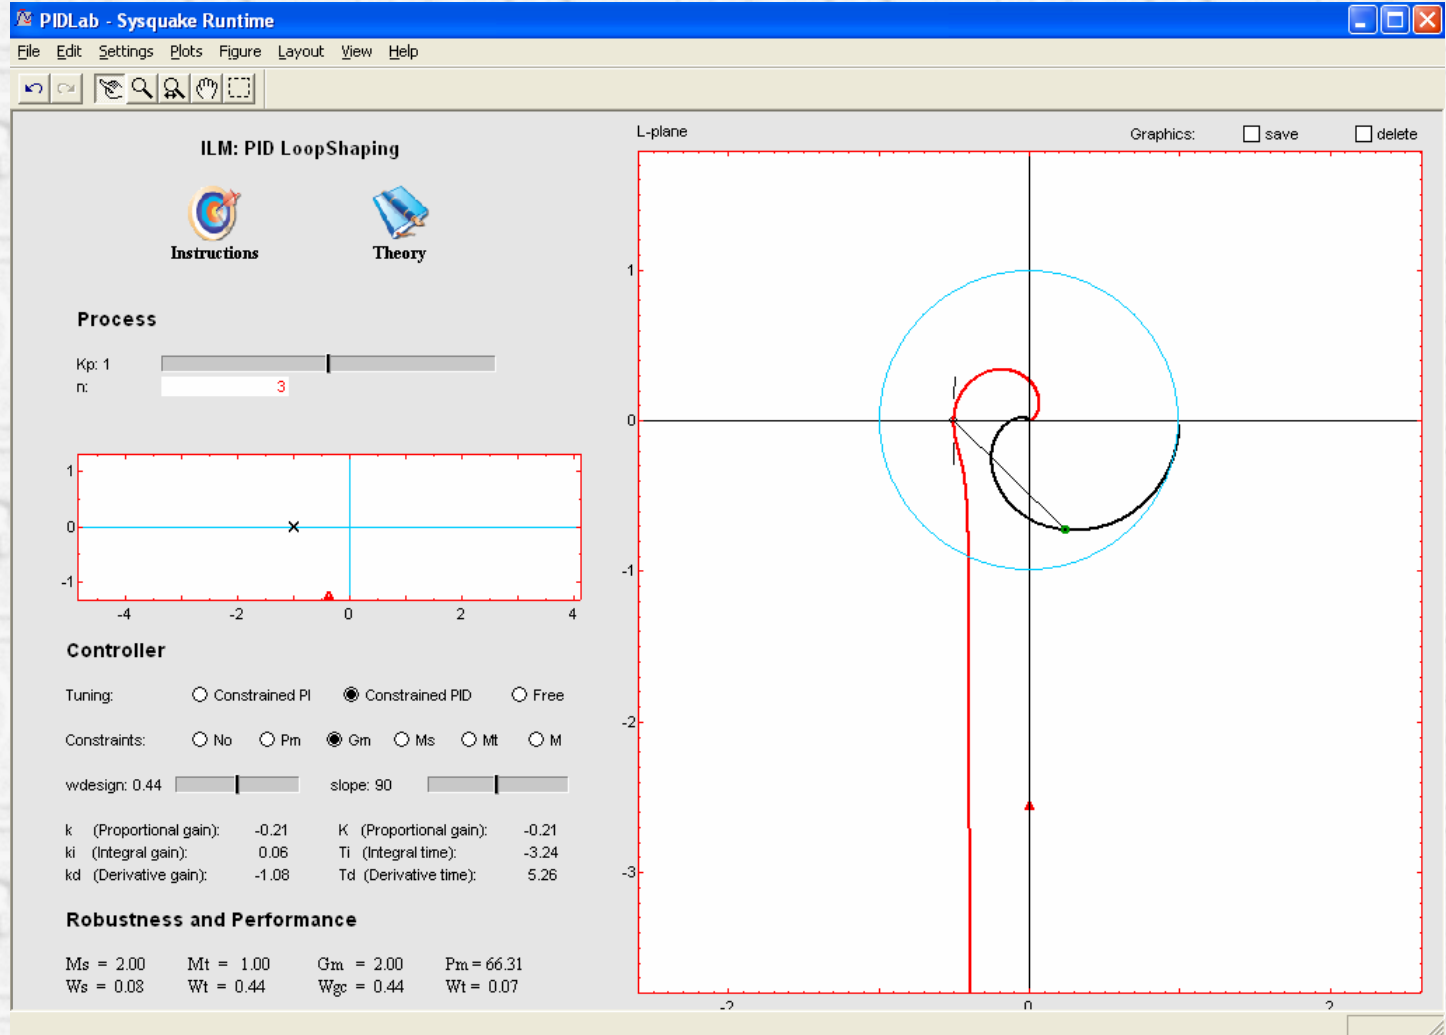 PIDLab - Sysquake Runtime
File Edit Settings Plots Figure Layout View Help
ILM: PID LoopShaping
Instructions Theory
Process
Kp: 1
n: 3
1
0
-1
-4 -2 0 2 4
Controller
Tuning: Constrained PI Constrained PID Free
Constraints: No Pm Gm Ms Mt M
wdesign: 0.44 slope: 90
k (Proportional gain): -0.21 K (Proportional gain): -0.21
ki (Integral gain): 0.06 Ti (Integral time): -3.24
kd (Derivative gain): -1.08 Td (Derivative time): 5.26
Robustness and Performance
Ms = 2.00 Mt = 1.00 Gm = 2.00 Pm = 66.31
Ws = 0.08 Wt = 0.44 Wgc = 0.44 Wt = 0.07
L-plane Graphics: save delete
1
0
-1
-2
-3
-2 0 2